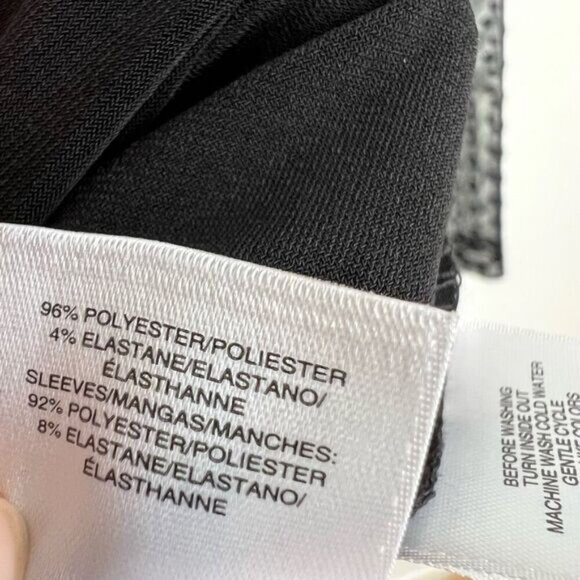 96% POLYESTER/POLIESTER
4% ELASTANE/ELASTANO/
ÉLASTHANNE
SLEEVES/MANGAS/MANCHES:
92% POLYESTER/POLIESTER
8% ELASTANE/ELASTANO/
ÉLASTHANNE
BEFORE WASHING
TURN INSIDE OUT
MACHINE WASH COLD WATER
GENTLE CYCLE
COLORS